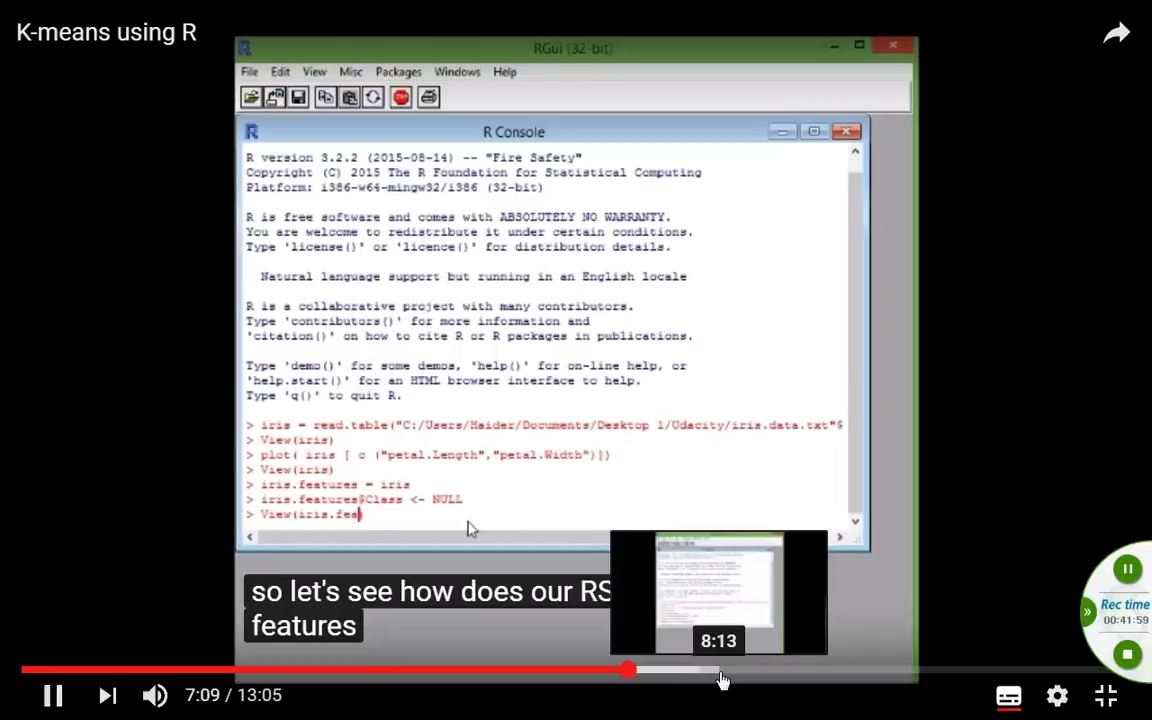 K-means using R
RGui (32-bit)
File Edit View Misc Packages Windows Help
STOP
R Console
R version 3.2.2 (2015-08-14) -- "Fire Safety"
Copyright (C) 2015 The R Foundation for Statistical Computing
Platform: i386-w64-mingw32/i386 (32-bit)
R is free software and comes with ABSOLUTELY NO WARRANTY.
You are welcome to redistribute it under certain conditions.
Type 'license()' or 'licence()' for distribution details.
Natural language support but running in an English locale
R is a collaborative project with many contributors.
Type 'contributors()' for more information and
'citation()' on how to cite R or R packages in publications.
Type 'demo()' for some demos, 'help()' for on-line help, or
'help.start()' for an HTML browser interface to help.
Type 'q()' to quit R.
> iris = read.table("C:/Users/Haider/Documents/Desktop 1/Udacity/iris.data.txt"$
> View(iris)
> plot( iris [ c ("petal.Length","petal.Width")])
> View(iris)
> iris.features = iris
> iris.features$Class <- NULL
> View(iris.fea)
so let's see how does our RS
features
8:13
Rec time
00:41:59
7:09 / 13:05